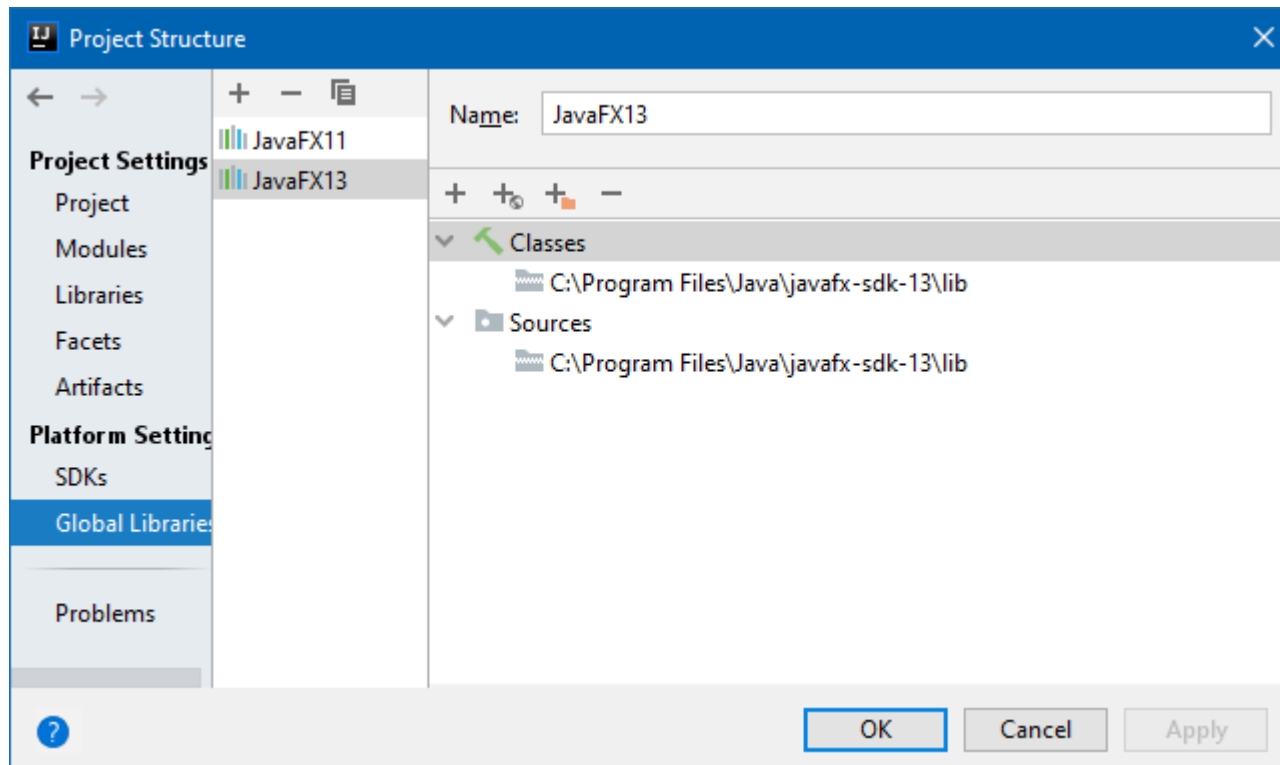 Project Structure
Project Settings
Project
Modules
Libraries
Facets
Artifacts
Platform Setting
SDKs
Global Libraries
Problems
JavaFX11
JavaFX13
Name: JavaFX13
Classes
C:\Program Files\Java\javafx-sdk-13\lib
Sources
C:\Program Files\Java\javafx-sdk-13\lib
?
OK Cancel Apply